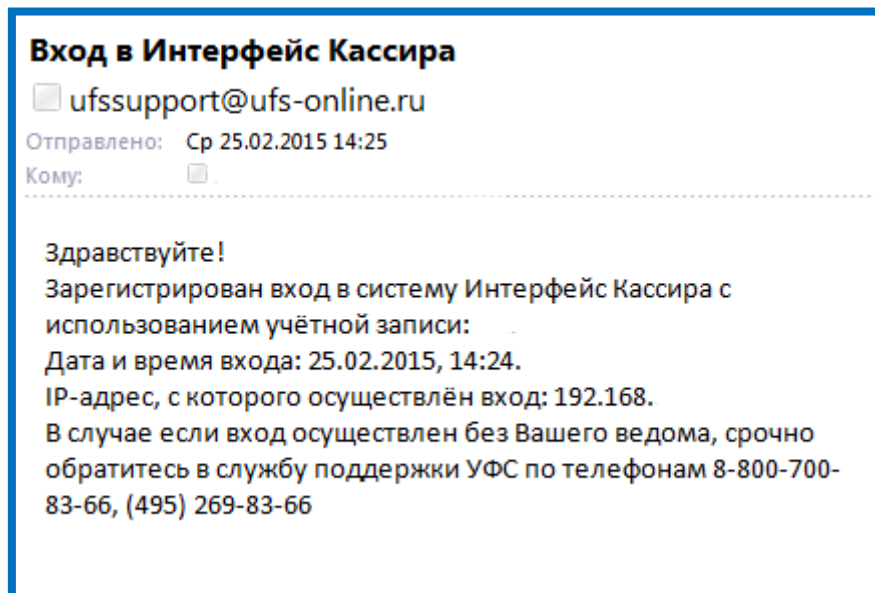 Вход в Интерфейс Кассира
ufssupport@ufs-online.ru
Отправлено: Ср 25.02.2015 14:25
Кому:
Здравствуйте!
Зарегистрирован вход в систему Интерфейс Кассира с
использованием учётной записи:
Дата и время входа: 25.02.2015, 14:24.
IP-адрес, с которого осуществлён вход: 192.168.
В случае если вход осуществлен без Вашего ведома, срочно
обратитесь в службу поддержки УФС по телефонам 8-800-700-
83-66, (495) 269-83-66